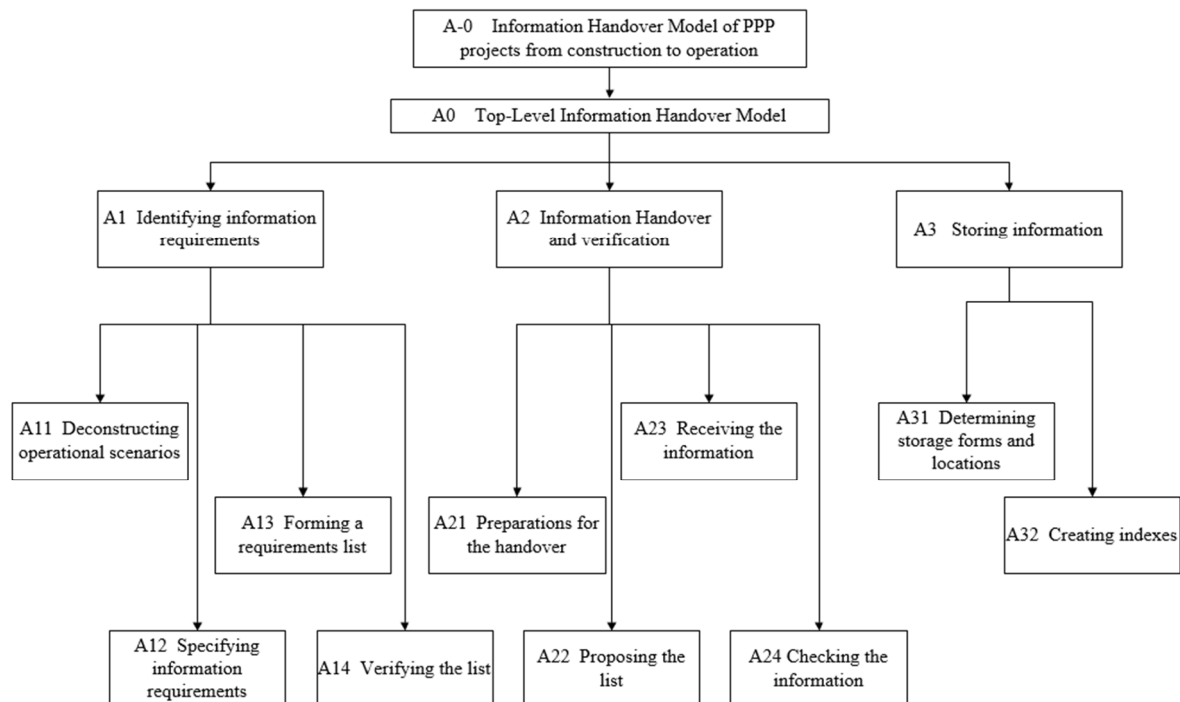 A-0 Information Handover Model of PPP
projects from construction to operation
A0 Top-Level Information Handover Model
A1 Identifying information
requirements
A2 Information Handover
and verification
A3 Storing information
A11 Deconstructing
operational scenarios
A23 Receiving the
information
A31 Determining
storage forms and
locations
A13 Forming a
requirements list
A21 Preparations for
the handover
A32 Creating indexes
A12 Specifying
information
requirements
A14 Verifying the list
A22 Proposing the
list
A24 Checking the
information